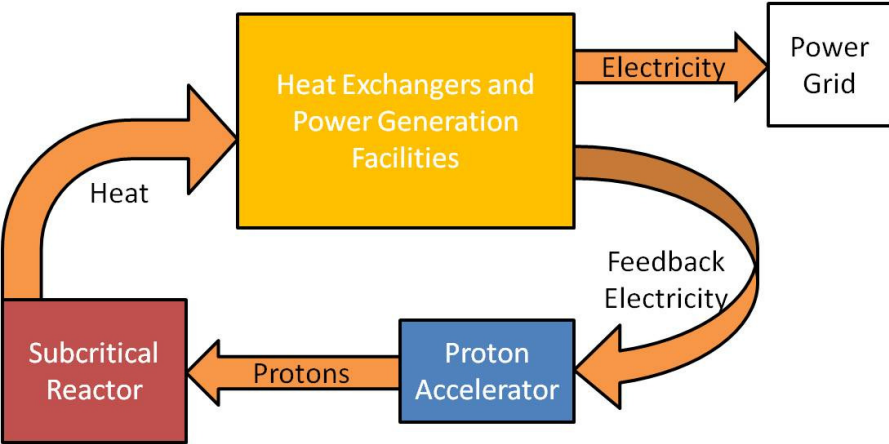 Heat Exchangers and
Power Generation
Facilities
Electricity
Power
Grid
Heat
Feedback
Electricity
Subcritical
Reactor
Protons
Proton
Accelerator